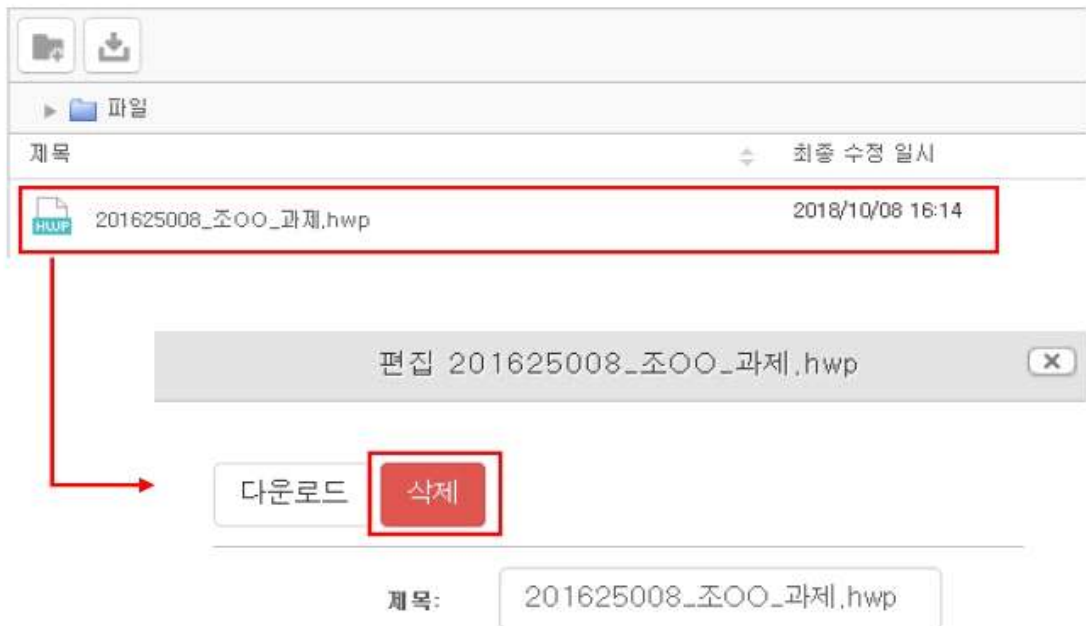 파일
제목 최종 수정 일시
HWP 201625008_조OO_과제.hwp 2018/10/08 16:14
편집 201625008_조OO_과제.hwp
다운로드 삭제
제목: 201625008_조OO_과제.hwp